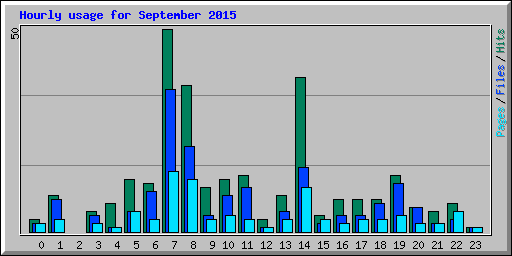 Hourly usage for September 2015
50
Pages / Files / Hits
0 1 2 3 4 5 6 7 8 9 10 11 12 13 14 15 16 17 18 19 20 21 22 23